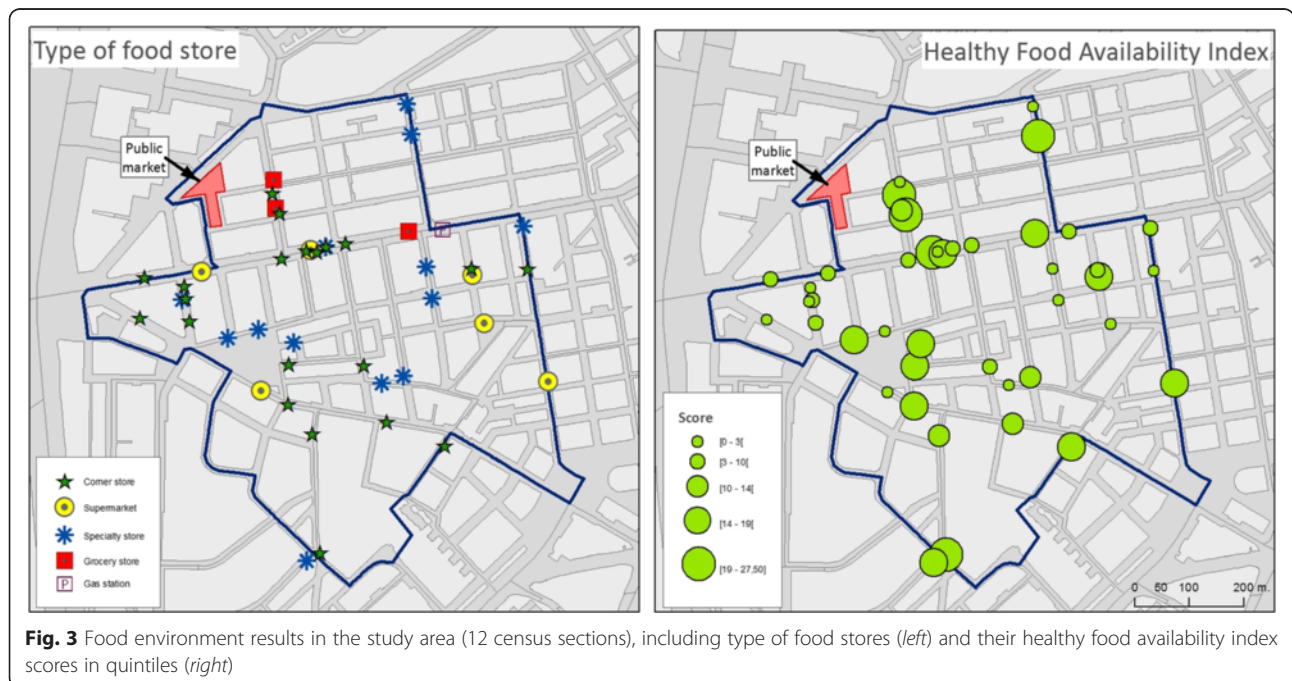 Type of food store
Public
market
Corner store
Supermarket
Specialty store
Grocery store
P
Gas station
Healthy Food Availability Index
Public
market
Score
[0 - 3[
[3 - 10[
[10 - 14[
[14 - 19[
[19 - 27,50]
0 50 100 200 m.
P
Fig. 3 Food environment results in the study area (12 census sections), including type of food stores (left) and their healthy food availability index
scores in quintiles (right)